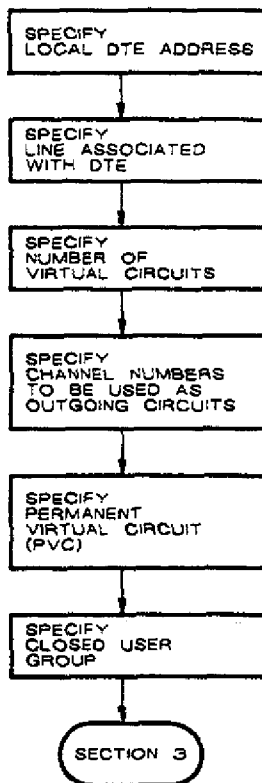 SPECIFY
LOCAL DTE ADDRESS
SPECIFY
LINE ASSOCIATED
WITH DTE
SPECIFY
NUMBER OF
VIRTUAL CIRCUITS
SPECIFY
CHANNEL NUMBERS
TO BE USED AS
OUTGOING CIRCUITS
SPECIFY
PERMANENT
VIRTUAL CIRCUIT
(PVC)
SPECIFY
CLOSED USER
GROUP
SECTION 3